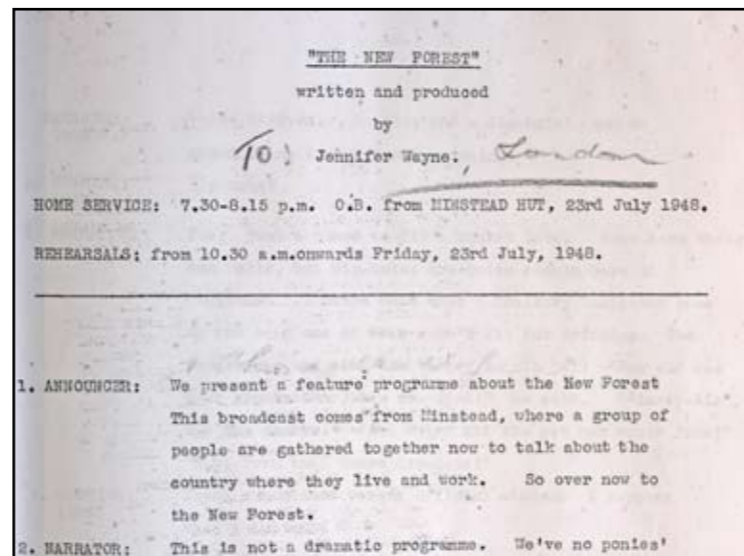 "THE NEW FOREST"
written and produced
by
TO, Jennifer Wayne. London
HOME SERVICE: 7.30-8.15 p.m. O.B. from MINSTEAD HUT, 23rd July 1948.
REHEARSALS: from 10.30 a.m.onwards Friday, 23rd July, 1948.
1. ANNOUNCER: We present a feature programme about the New Forest
This broadcast comes from Minstead, where a group of
people are gathered together now to talk about the
country where they live and work. So over now to
the New Forest.
2. NARRATOR: This is not a dramatic programme. We've no ponies'